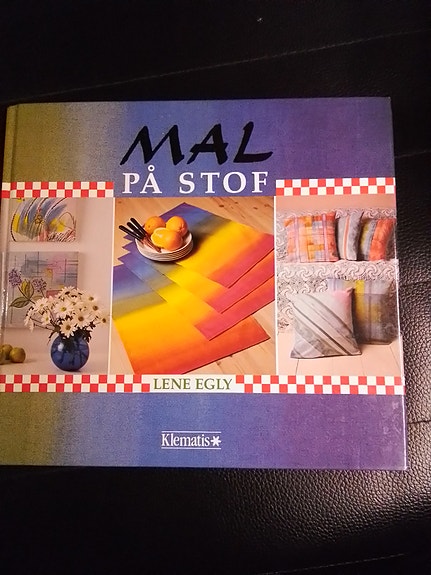 MAL
PÅ STOF
LENE EGLY
Klematis*